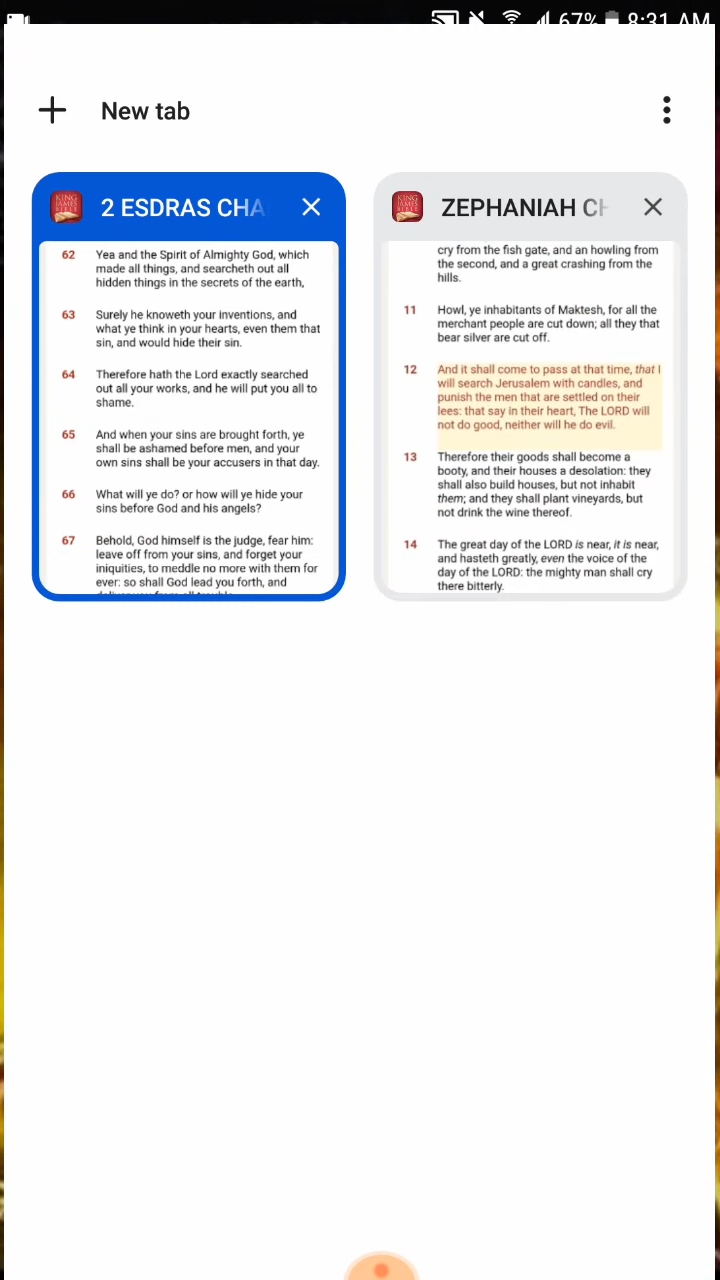 67% 8:31 AM
New tab
2 ESDRAS CHA
62 Yea and the Spirit of Almighty God, which
made all things, and searcheth out all
hidden things in the secrets of the earth,
63 Surely he knoweth your inventions, and
what ye think in your hearts, even them that
sin, and would hide their sin.
64 Therefore hath the Lord exactly searched
out all your works, and he will put you all to
shame.
65 And when your sins are brought forth, ye
shall be ashamed before men, and your
own sins shall be your accusers in that day.
66 What will ye do? or how will ye hide your
sins before God and his angels?
67 Behold, God himself is the judge, fear him:
leave off from your sins, and forget your
iniquities, to meddle no more with them for
ever: so shall God lead you forth, and
deliver you from all trouble.
ZEPHANIAH CH
cry from the fish gate, and an howling from
the second, and a great crashing from the
hills.
11 Howl, ye inhabitants of Maktesh, for all the
merchant people are cut down; all they that
bear silver are cut off.
12 And it shall come to pass at that time, that I
will search Jerusalem with candles, and
punish the men that are settled on their
lees: that say in their heart, The LORD will
not do good, neither will he do evil.
13 Therefore their goods shall become a
booty, and their houses a desolation: they
shall also build houses, but not inhabit
them; and they shall plant vineyards, but
not drink the wine thereof.
14 The great day of the LORD is near, it is near,
and hasteth greatly, even the voice of the
day of the LORD: the mighty man shall cry
there bitterly.